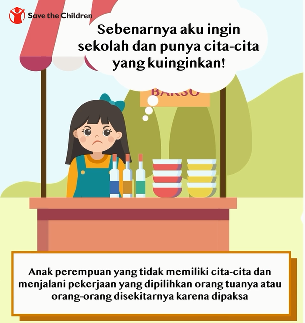 Save the Children
Sebenarnya aku ingin
sekolah dan punya cita-cita
yang kuinginkan!
BAKSO
Anak perempuan yang tidak memiliki cita-cita dan
menjalani pekerjaan yang dipilihkan orang tuanya atau
orang-orang disekitarnya karena dipaksa